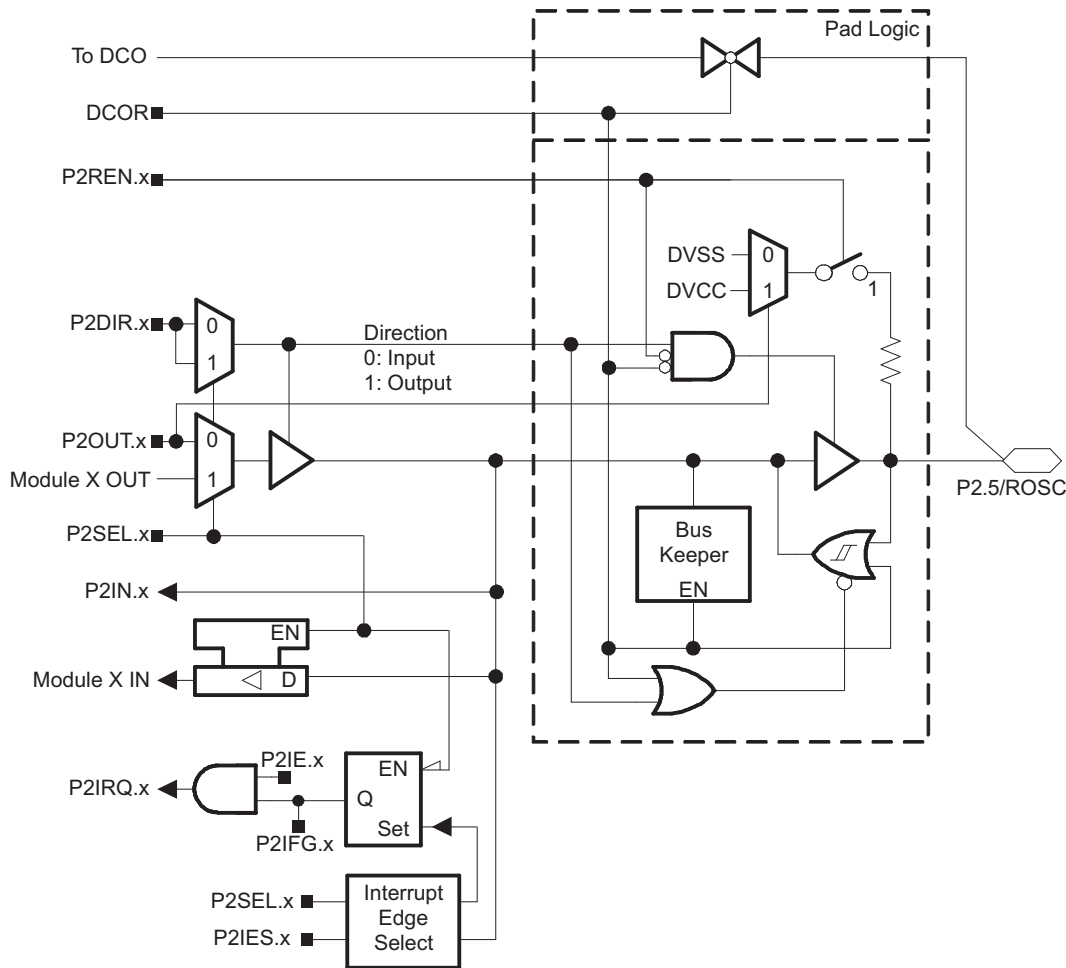 Pad Logic
To DCO
DCOR
P2REN.x
DVSS
0
DVCC
1
1
P2DIR.x
0
1
Direction
0: Input
1: Output
P2OUT.x
0
Module X OUT
1
P2.5/ROSC
P2SEL.x
Bus
Keeper
EN
P2IN.x
EN
Module X IN
D
P2IE.x
EN
P2IRQ.x
Q
Set
P2IFG.x
P2SEL.x
P2IES.x
Interrupt
Edge
Select